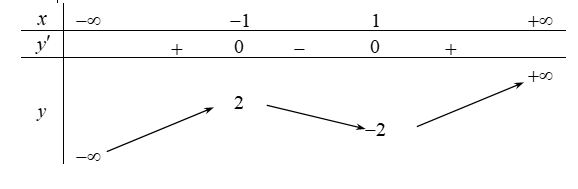 x −∞ −1 1 +∞
y′ + 0 − 0 +
+∞
2
y
−2
−∞